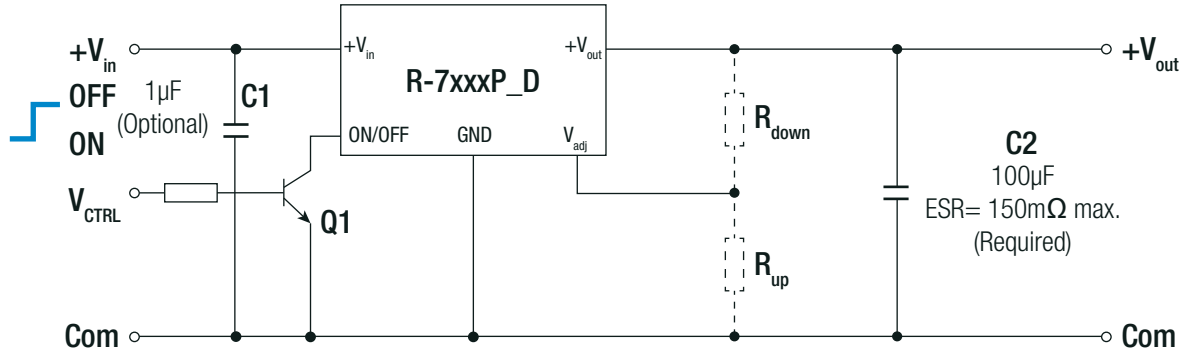 +Vin
OFF
ON
1µF
(Optional)
C1
+Vin
+Vout
R-7xxxP_D
ON/OFF
GND
Vadj
VCTRL
Q1
Rdown
Rup
+Vout
C2
100µF
ESR= 150mΩ max.
(Required)
Com
Com